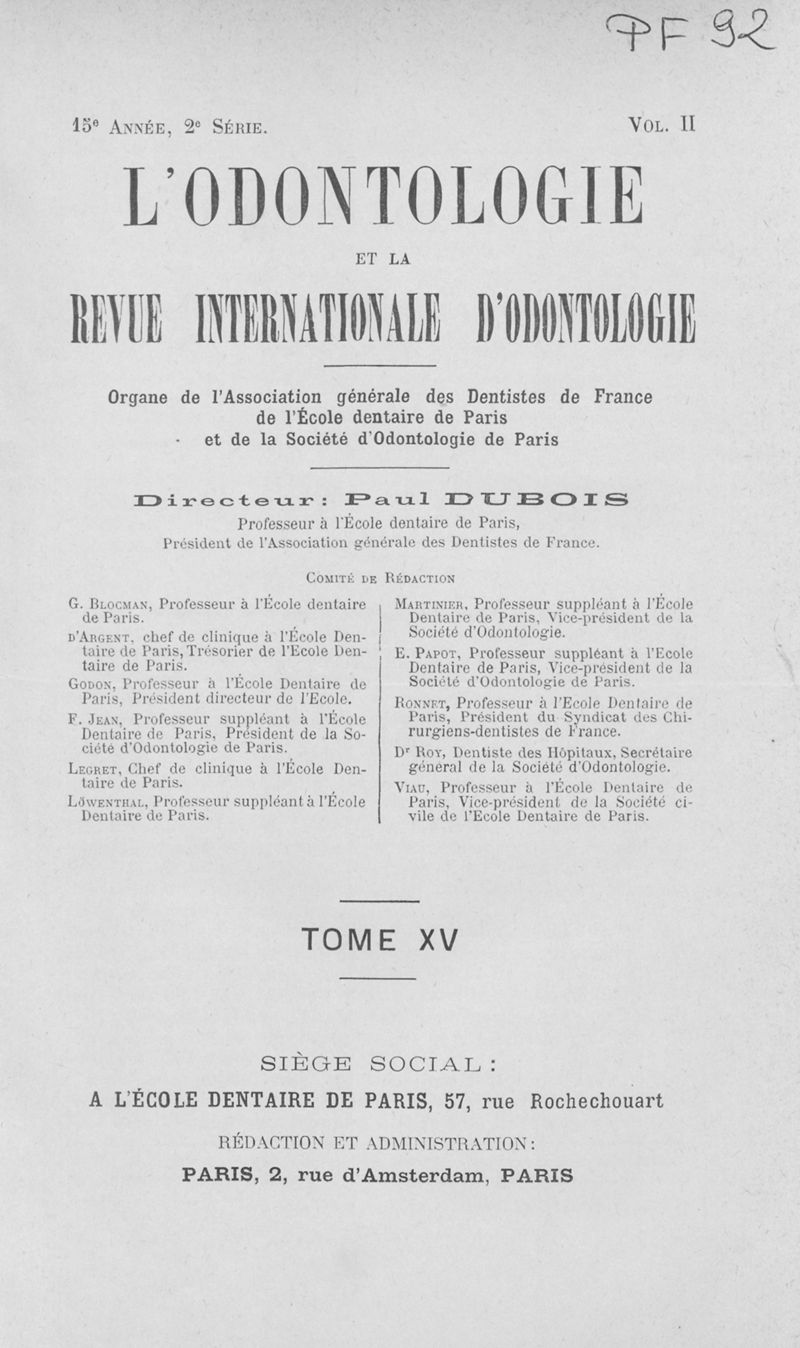 PF 92
15e ANNÉE, 2e SÉRIE.
VOL. II
L'ODONTOLOGIE
ET LA
REVUE INTERNATIONALE D'ODONTOLOGIE
Organe de l'Association générale des Dentistes de France
de l'École dentaire de Paris
et de la Société d'Odontologie de Paris
Directeur: Paul DUBOIS
Professeur à l'École dentaire de Paris,
Président de l'Association générale des Dentistes de France.
COMITÉ DE RÉDACTION
G. BLOCMAN, Professeur à l'École dentaire
de Paris.
D'ARGENT, chef de clinique à l'École Den-
taire de Paris, Trésorier de l'Ecole Den-
taire de Paris.
GODON, Professeur à l'École Dentaire de
Paris, Président directeur de l'Ecole.
F. JEAN, Professeur suppléant à l'École
Dentaire de Paris, Président de la So-
ciété d'Odontologie de Paris.
LEGRET, Chef de clinique à l'École Den-
taire de Paris.
LÖWENTHAL, Professeur suppléant à l'École
Dentaire de Paris.
MARTINIER, Professeur suppléant à l'École
Dentaire de Paris, Vice-président de la
Société d'Odontologie.
E. PAPOT, Professeur suppléant à l'Ecole
Dentaire de Paris, Vice-président de la
Société d'Odontologie de Paris.
RONNET, Professeur à l'Ecole Dentaire de
Paris, Président du Syndicat des Chi-
rurgiens-dentistes de France.
Dr ROY, Dentiste des Hôpitaux, Secrétaire
général de la Société d'Odontologie.
VIAU, Professeur à l'École Dentaire de
Paris, Vice-président de la Société ci-
vile de l'Ecole Dentaire de Paris.
TOME XV
SIÈGE SOCIAL :
A L'ÉCOLE DENTAIRE DE PARIS, 57, rue Rochechouart
RÉDACTION ET ADMINISTRATION :
PARIS, 2, rue d'Amsterdam, PARIS